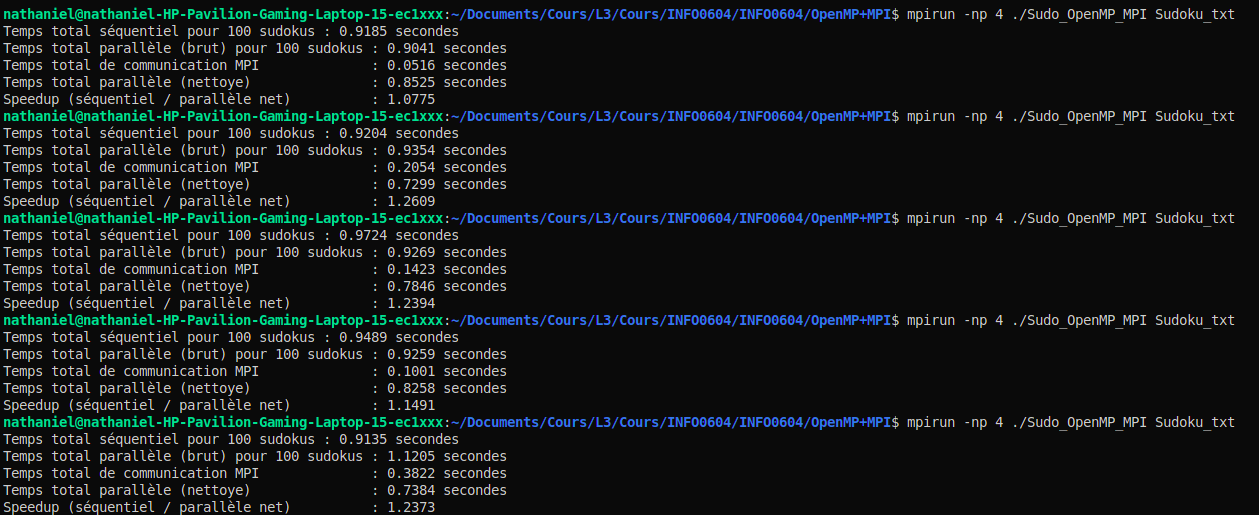 nathaniel@nathaniel-HP-Pavilion-Gaming-Laptop-15-ec1xxx:~/Documents/Cours/L3/Cours/INFO0604/INFO0604/OpenMP+MPI$ mpirun -np 4 ./Sudo_OpenMP_MPI Sudoku_txt
Temps total séquentiel pour 100 sudokus : 0.9185 secondes
Temps total parallèle (brut) pour 100 sudokus : 0.9041 secondes
Temps total de communication MPI              : 0.0516 secondes
Temps total parallèle (nettoye)               : 0.8525 secondes
Speedup (séquentiel / parallèle net)          : 1.0775
nathaniel@nathaniel-HP-Pavilion-Gaming-Laptop-15-ec1xxx:~/Documents/Cours/L3/Cours/INFO0604/INFO0604/OpenMP+MPI$ mpirun -np 4 ./Sudo_OpenMP_MPI Sudoku_txt
Temps total séquentiel pour 100 sudokus : 0.9204 secondes
Temps total parallèle (brut) pour 100 sudokus : 0.9354 secondes
Temps total de communication MPI              : 0.2054 secondes
Temps total parallèle (nettoye)               : 0.7299 secondes
Speedup (séquentiel / parallèle net)          : 1.2609
nathaniel@nathaniel-HP-Pavilion-Gaming-Laptop-15-ec1xxx:~/Documents/Cours/L3/Cours/INFO0604/INFO0604/OpenMP+MPI$ mpirun -np 4 ./Sudo_OpenMP_MPI Sudoku_txt
Temps total séquentiel pour 100 sudokus : 0.9724 secondes
Temps total parallèle (brut) pour 100 sudokus : 0.9269 secondes
Temps total de communication MPI              : 0.1423 secondes
Temps total parallèle (nettoye)               : 0.7846 secondes
Speedup (séquentiel / parallèle net)          : 1.2394
nathaniel@nathaniel-HP-Pavilion-Gaming-Laptop-15-ec1xxx:~/Documents/Cours/L3/Cours/INFO0604/INFO0604/OpenMP+MPI$ mpirun -np 4 ./Sudo_OpenMP_MPI Sudoku_txt
Temps total séquentiel pour 100 sudokus : 0.9489 secondes
Temps total parallèle (brut) pour 100 sudokus : 0.9259 secondes
Temps total de communication MPI              : 0.1001 secondes
Temps total parallèle (nettoye)               : 0.8258 secondes
Speedup (séquentiel / parallèle net)          : 1.1491
nathaniel@nathaniel-HP-Pavilion-Gaming-Laptop-15-ec1xxx:~/Documents/Cours/L3/Cours/INFO0604/INFO0604/OpenMP+MPI$ mpirun -np 4 ./Sudo_OpenMP_MPI Sudoku_txt
Temps total séquentiel pour 100 sudokus : 0.9135 secondes
Temps total parallèle (brut) pour 100 sudokus : 1.1205 secondes
Temps total de communication MPI              : 0.3822 secondes
Temps total parallèle (nettoye)               : 0.7384 secondes
Speedup (séquentiel / parallèle net)          : 1.2373